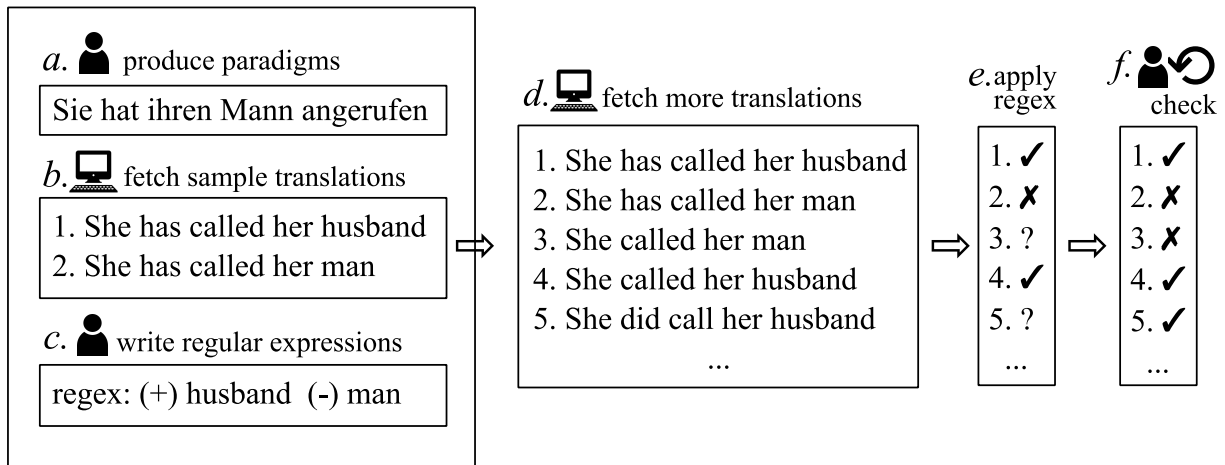 a. produce paradigms
Sie hat ihren Mann angerufen
b. fetch sample translations
1. She has called her husband
2. She has called her man
c. write regular expressions
regex: (+) husband (-) man
d. fetch more translations
1. She has called her husband
2. She has called her man
3. She called her man
4. She called her husband
5. She did call her husband
...
e. apply
regex
1. ✓
2. ✗
3. ?
4. ✓
5. ?
...
f.
check
1. ✓
2. ✗
3. ✗
4. ✓
5. ✓
...